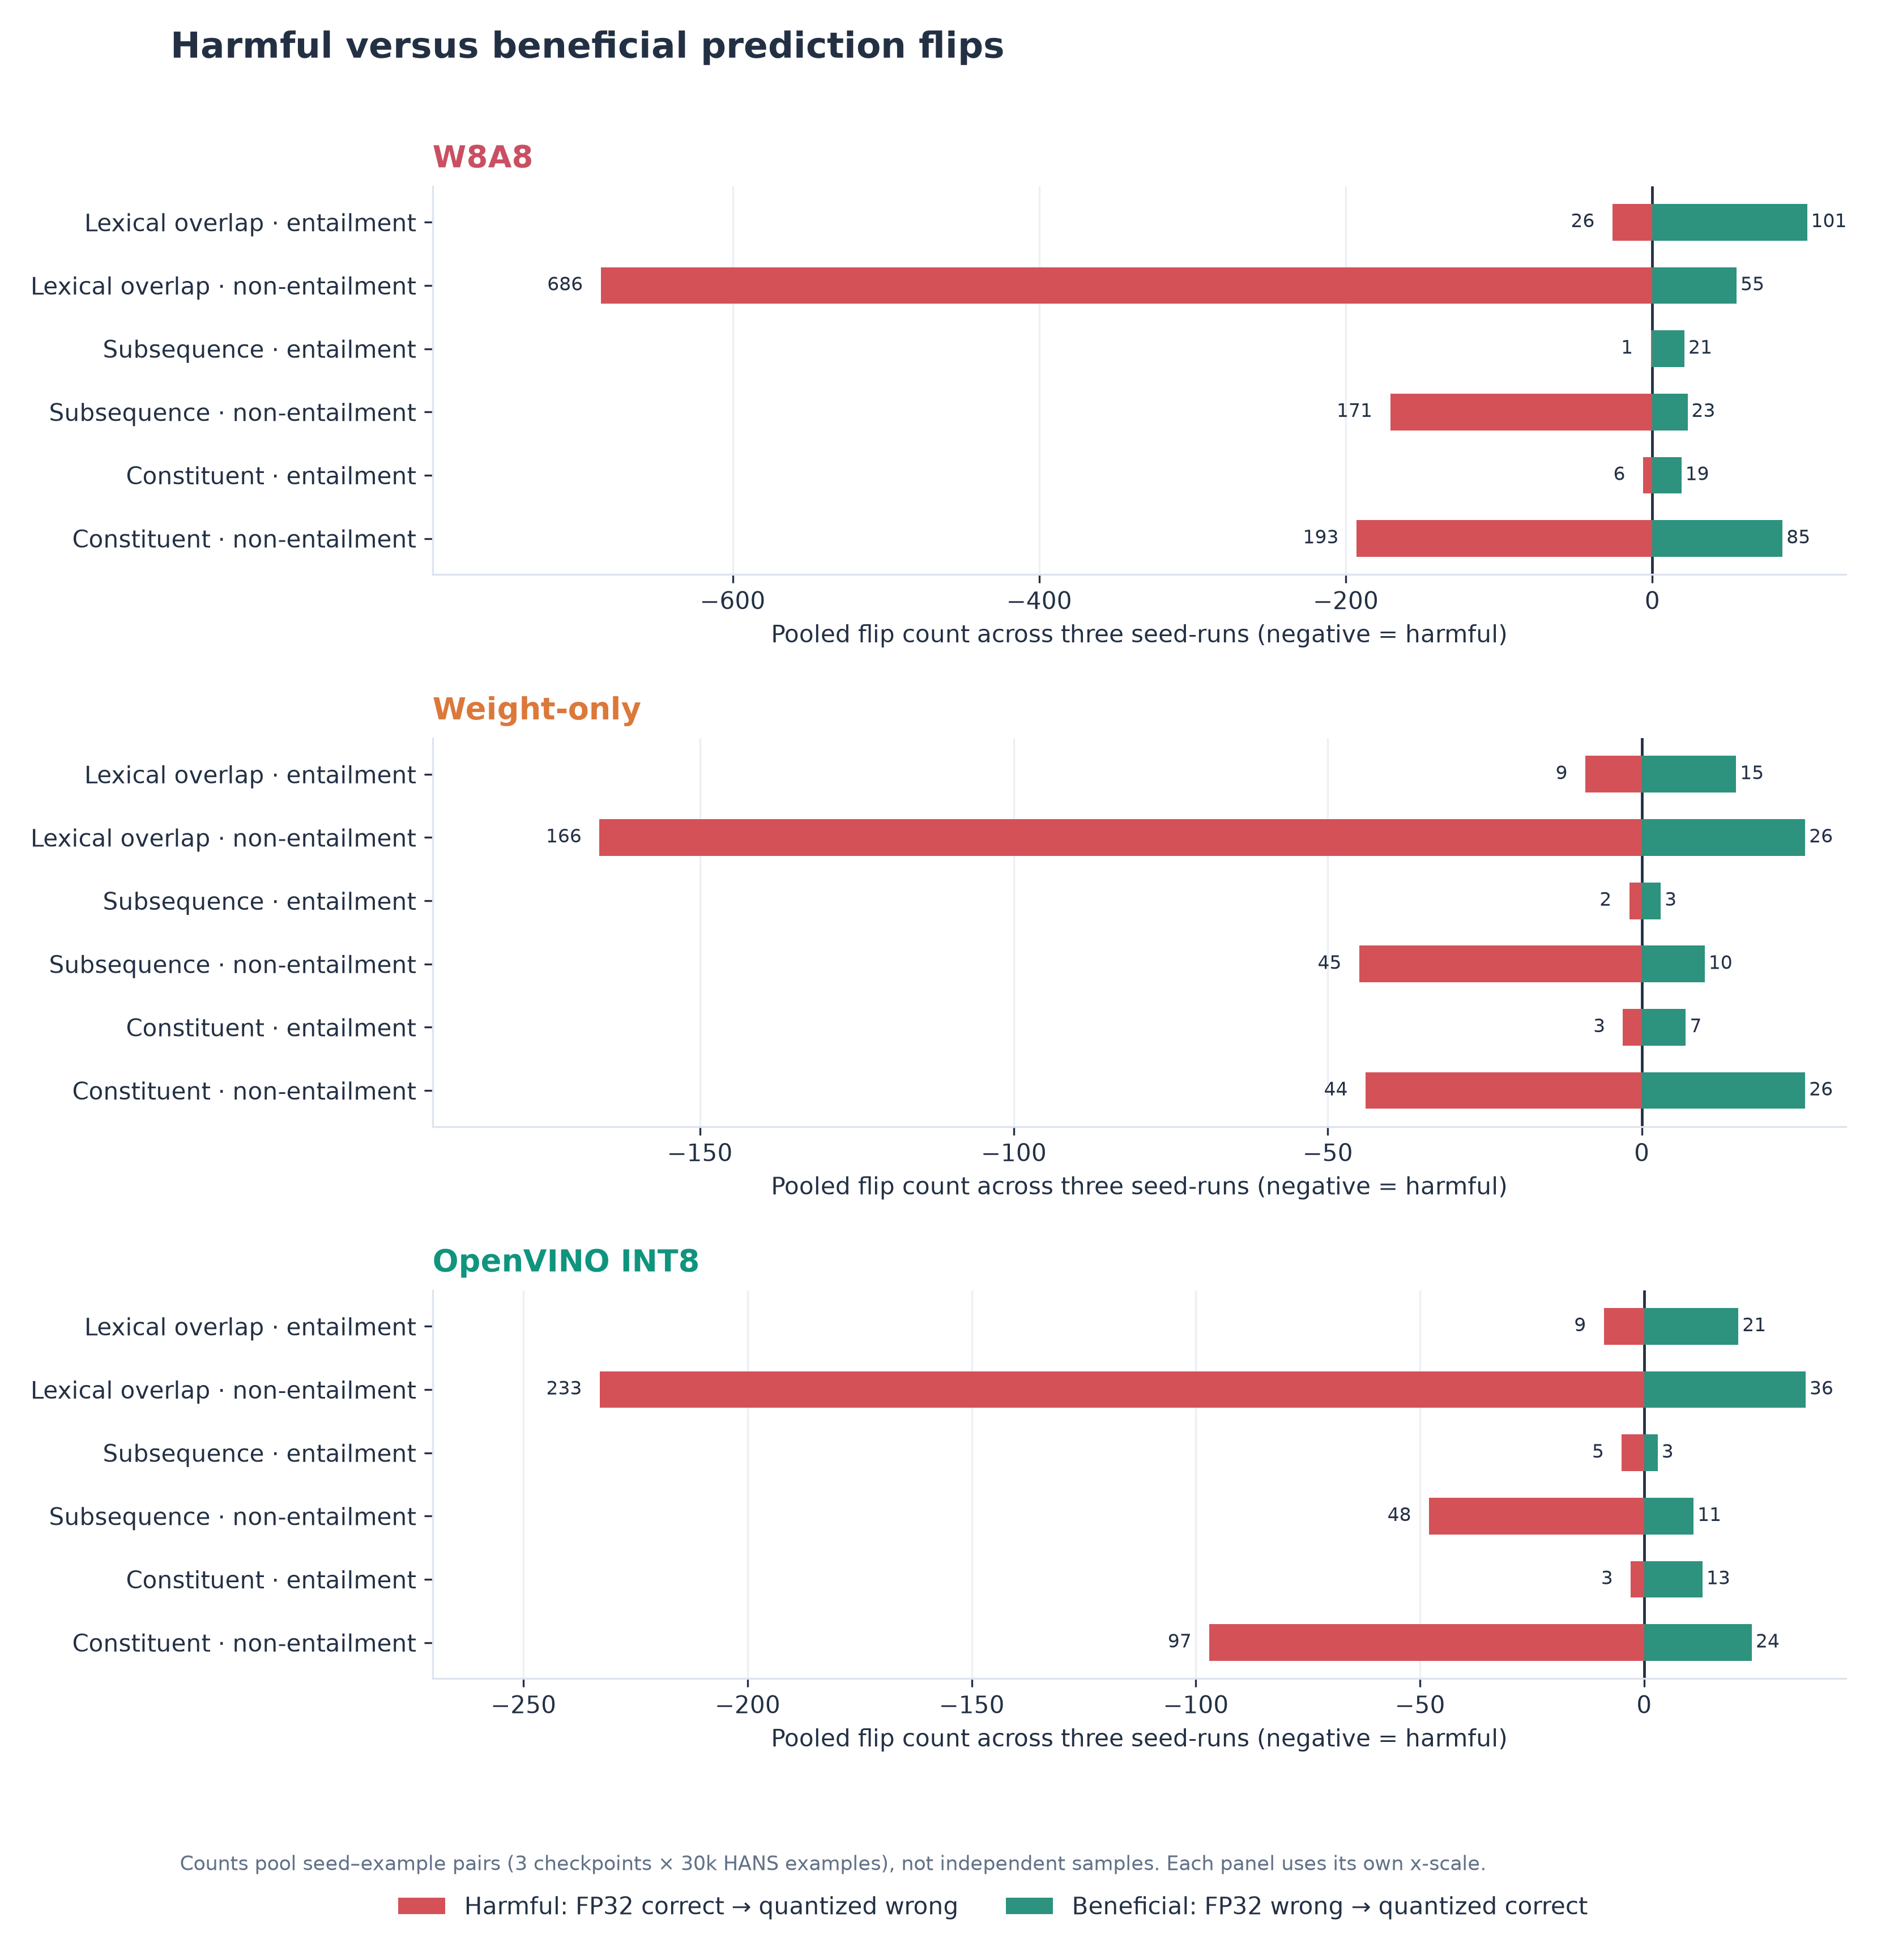 Harmful versus beneficial prediction flips
W8A8
Lexical overlap · entailment
26
101
Lexical overlap · non-entailment
686
55
Subsequence · entailment
1
21
Subsequence · non-entailment
171
23
Constituent · entailment
6
19
Constituent · non-entailment
193
85
−600
−400
−200
0
Pooled flip count across three seed-runs (negative = harmful)
Weight-only
Lexical overlap · entailment
9
15
Lexical overlap · non-entailment
166
26
Subsequence · entailment
2
3
Subsequence · non-entailment
45
10
Constituent · entailment
3
7
Constituent · non-entailment
44
26
−150
−100
−50
0
Pooled flip count across three seed-runs (negative = harmful)
OpenVINO INT8
Lexical overlap · entailment
9
21
Lexical overlap · non-entailment
233
36
Subsequence · entailment
5
3
Subsequence · non-entailment
48
11
Constituent · entailment
3
13
Constituent · non-entailment
97
24
−250
−200
−150
−100
−50
0
Pooled flip count across three seed-runs (negative = harmful)
Counts pool seed–example pairs (3 checkpoints × 30k HANS examples), not independent samples. Each panel uses its own x-scale.
Harmful: FP32 correct → quantized wrong
Beneficial: FP32 wrong → quantized correct